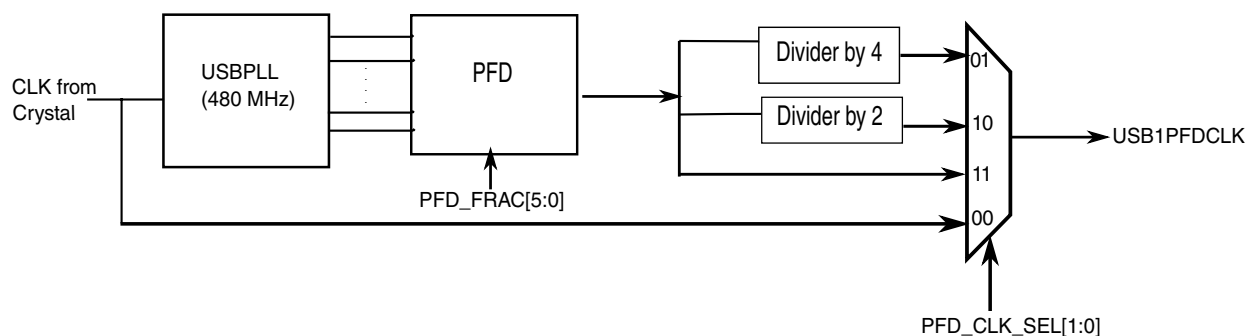 CLK from
Crystal
USBPLL
(480 MHz)
PFD
PFD_FRAC[5:0]
Divider by 4
Divider by 2
01
10
11
00
USB1PFDCLK
PFD_CLK_SEL[1:0]